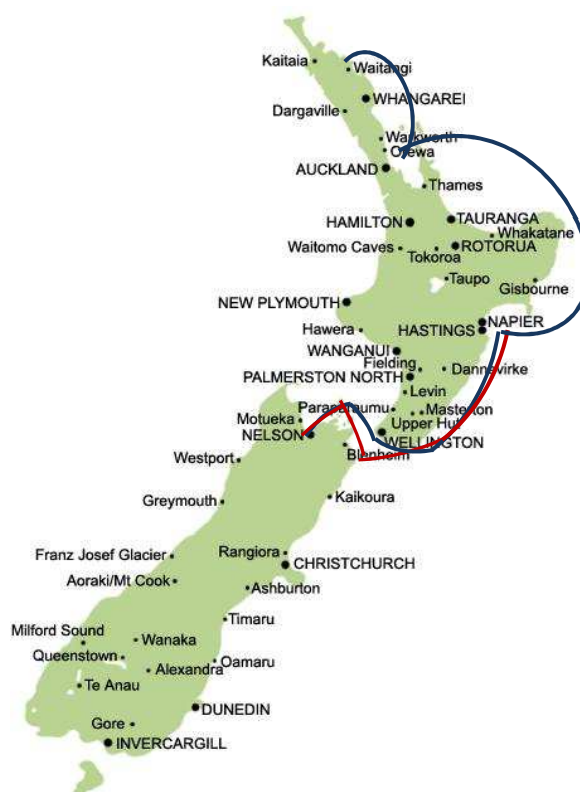 Kaitaia
Waitangi
WHANGAREI
Dargaville
Warkworth
Orewa
AUCKLAND
Thames
HAMILTON
TAURANGA
Whakatane
Waitomo Caves
ROTORUA
Tokoroa
Taupo
Gisbourne
NEW PLYMOUTH
NAPIER
Hawera
HASTINGS
WANGANUI
Fielding
Dannevirke
PALMERSTON NORTH
Levin
Paraparaumu
Masterton
Motueka
Upper Hutt
NELSON
WELLINGTON
Blenheim
Westport
Kaikoura
Greymouth
Franz Josef Glacier
Rangiora
CHRISTCHURCH
Aoraki/Mt Cook
Ashburton
Timaru
Milford Sound
Wanaka
Queenstown
Oamaru
Alexandra
Te Anau
DUNEDIN
Gore
INVERCARGILL